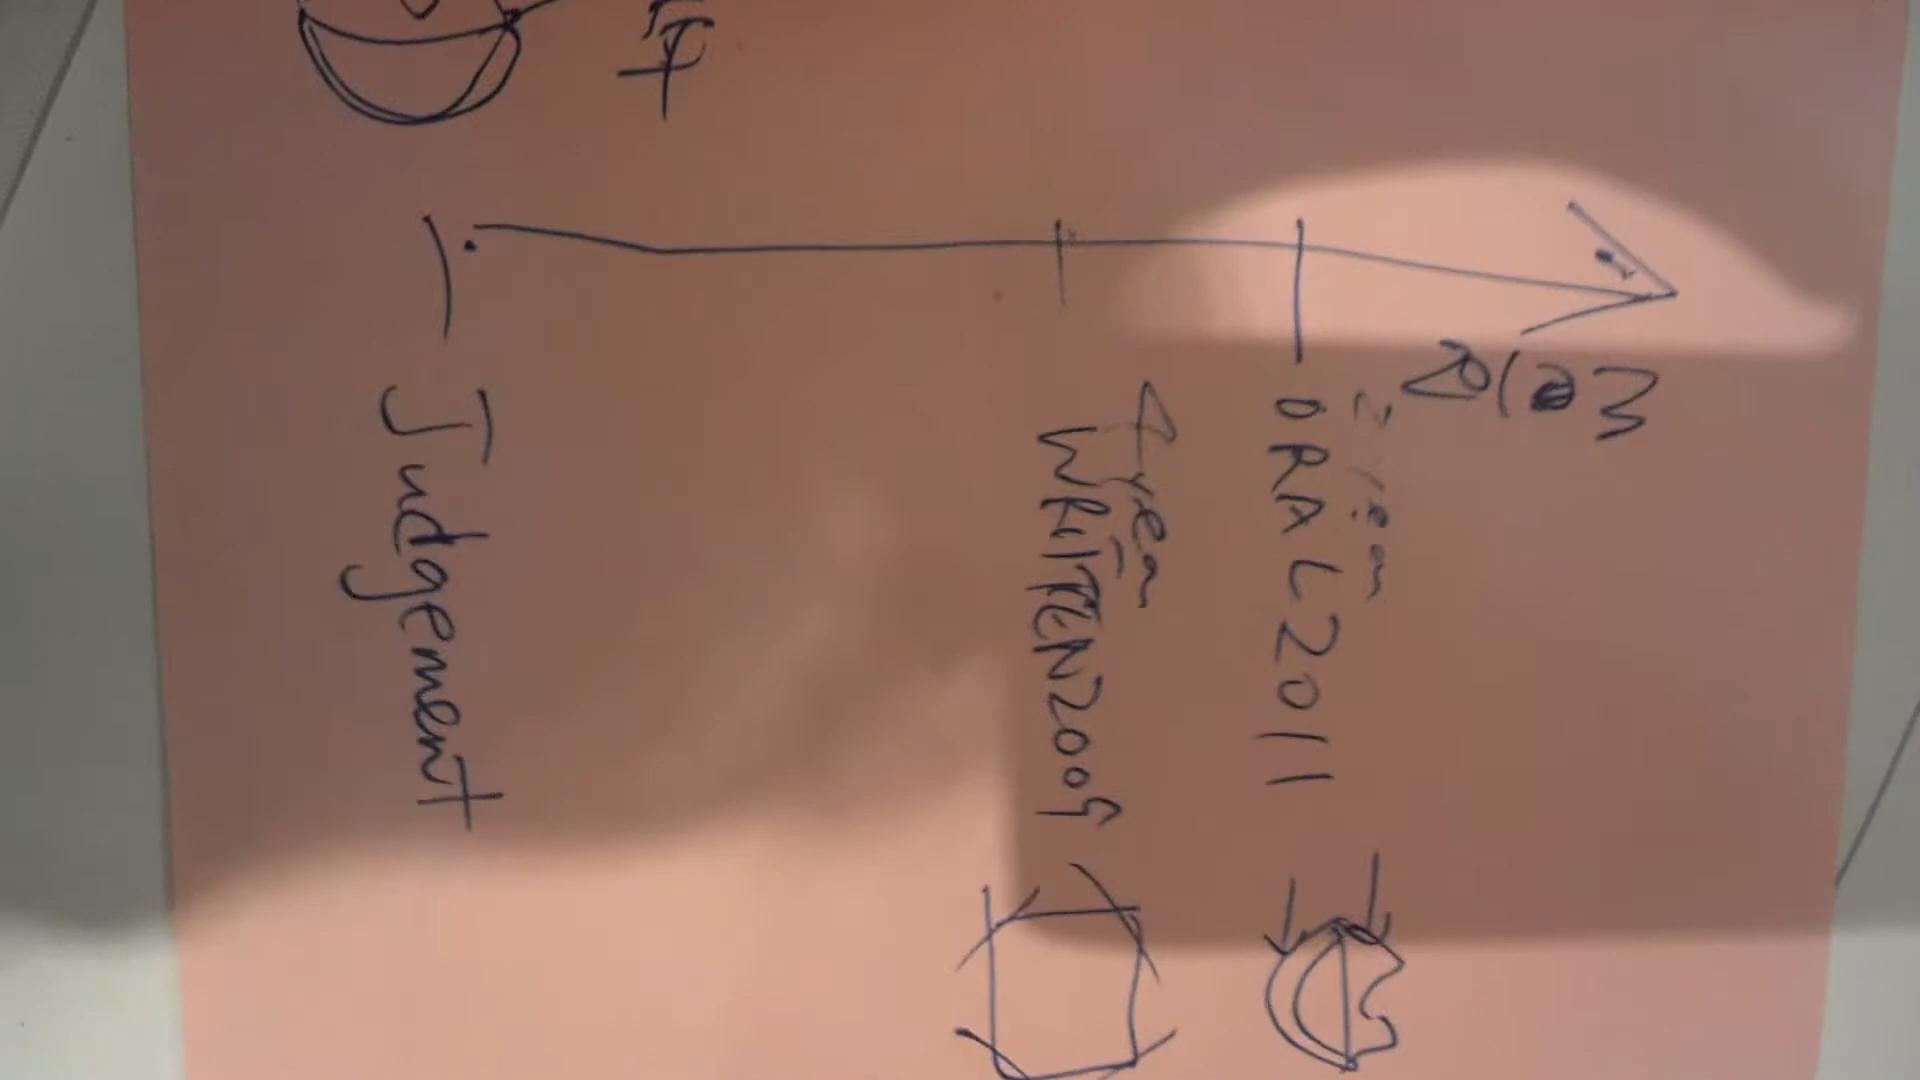 2013
2 year
ORAL 2011
4 year
WRITTEN 2009
Judgement